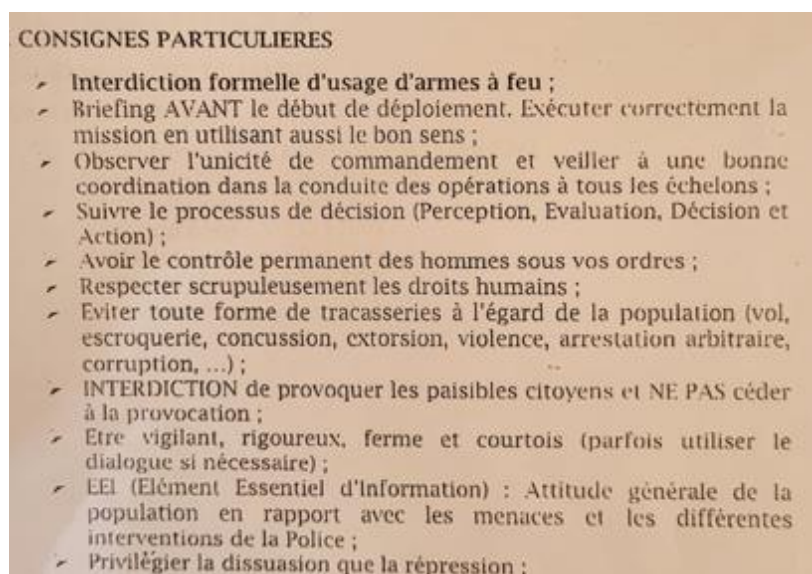 CONSIGNES PARTICULIERES
➢ Interdiction formelle d'usage d'armes à feu ;
➢ Briefing AVANT le début de déploiement. Exécuter correctement la
mission en utilisant aussi le bon sens ;
➢ Observer l'unicité de commandement et veiller à une bonne
coordination dans la conduite des opérations à tous les échelons ;
➢ Suivre le processus de décision (Perception, Evaluation, Décision et
Action) ;
➢ Avoir le contrôle permanent des hommes sous vos ordres ;
➢ Respecter scrupuleusement les droits humains ;
➢ Eviter toute forme de tracasseries à l'égard de la population (vol,
escroquerie, concussion, extorsion, violence, arrestation arbitraire,
corruption, ...) ;
➢ INTERDICTION de provoquer les paisibles citoyens et NE PAS céder
à la provocation ;
➢ Etre vigilant, rigoureux, ferme et courtois (parfois utiliser le
dialogue si nécessaire) ;
➢ EEI (Elément Essentiel d'Information) : Attitude générale de la
population en rapport avec les menaces et les différentes
interventions de la Police ;
➢ Privilégier la dissuasion que la répression ;